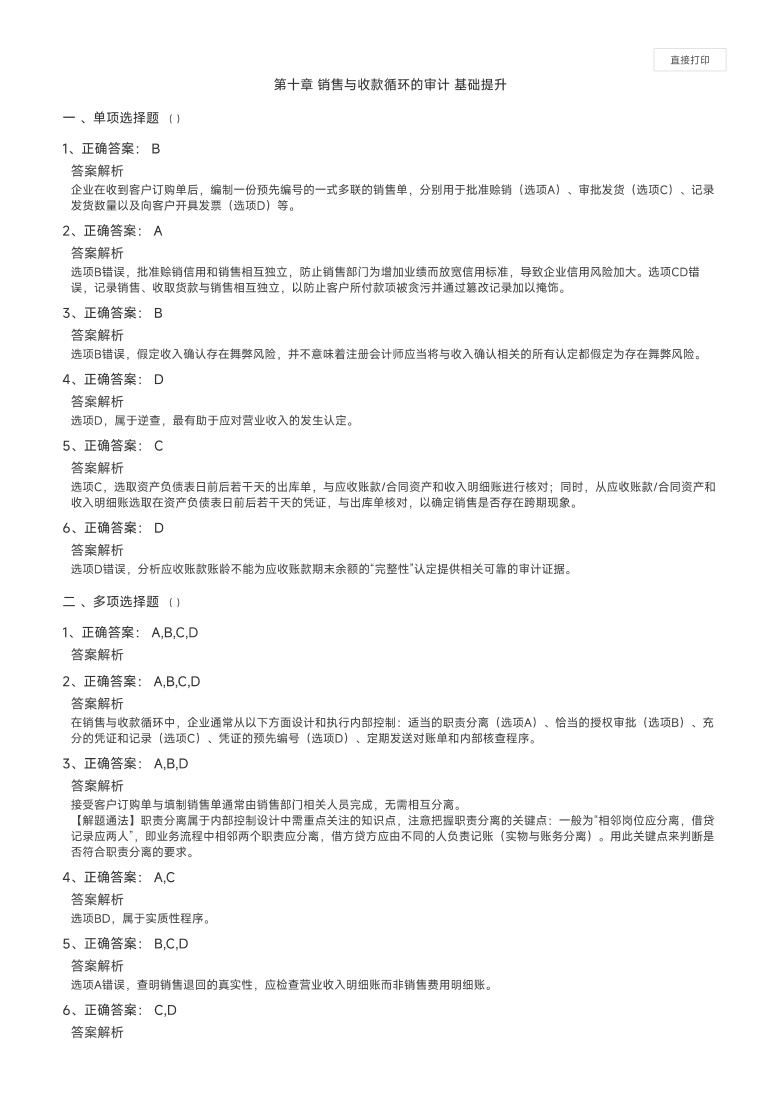 直接打印
第十章 销售与收款循环的审计 基础提升
一 、单项选择题 （ ）
1、正确答案： B
答案解析
企业在收到客户订购单后，编制一份预先编号的一式多联的销售单，分别用于批准赊销（选项A）、审批发货（选项C）、记录
发货数量以及向客户开具发票（选项D）等。
2、正确答案： A
答案解析
选项B错误，批准赊销信用和销售相互独立，防止销售部门为增加业绩而放宽信用标准，导致企业信用风险加大。选项CD错
误，记录销售、收取货款与销售相互独立，以防止客户所付款项被贪污并通过篡改记录加以掩饰。
3、正确答案： B
答案解析
选项B错误，假定收入确认存在舞弊风险，并不意味着注册会计师应当将与收入确认相关的所有认定都假定为存在舞弊风险。
4、正确答案： D
答案解析
选项D，属于逆查，最有助于应对营业收入的发生认定。
5、正确答案： C
答案解析
选项C，选取资产负债表日前后若干天的出库单，与应收账款/合同资产和收入明细账进行核对；同时，从应收账款/合同资产和
收入明细账选取在资产负债表日前后若干天的凭证，与出库单核对，以确定销售是否存在跨期现象。
6、正确答案： D
答案解析
选项D错误，分析应收账款账龄不能为应收账款期末余额的“完整性”认定提供相关可靠的审计证据。
二 、多项选择题 （ ）
1、正确答案： A,B,C,D
答案解析
2、正确答案： A,B,C,D
答案解析
在销售与收款循环中，企业通常从以下方面设计和执行内部控制：适当的职责分离（选项A）、恰当的授权审批（选项B）、充
分的凭证和记录（选项C）、凭证的预先编号（选项D）、定期发送对账单和内部核查程序。
3、正确答案： A,B,D
答案解析
接受客户订购单与填制销售单通常由销售部门相关人员完成，无需相互分离。
【解题通法】职责分离属于内部控制设计中需重点关注的知识点，注意把握职责分离的关键点：一般为“相邻岗位应分离，借贷
记录应两人”，即业务流程中相邻两个职责应分离，借方贷方应由不同的人负责记账（实物与账务分离）。用此关键点来判断是
否符合职责分离的要求。
4、正确答案： A,C
答案解析
选项BD，属于实质性程序。
5、正确答案： B,C,D
答案解析
选项A错误，查明销售退回的真实性，应检查营业收入明细账而非销售费用明细账。
6、正确答案： C,D
答案解析